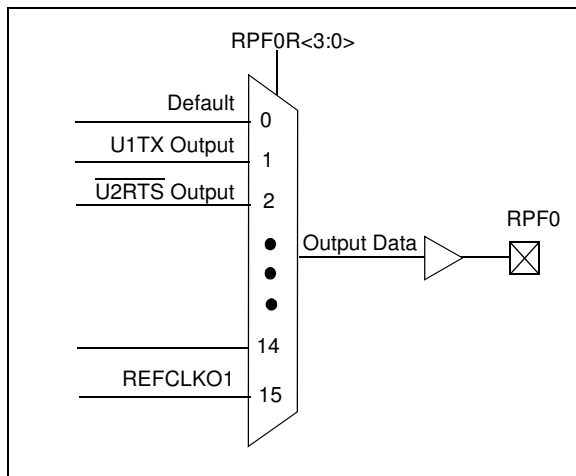 RPF0R<3:0>
Default
0
U1TX Output
1
U2RTS Output
2
RPF0
Output Data
14
REFCLKO1
15